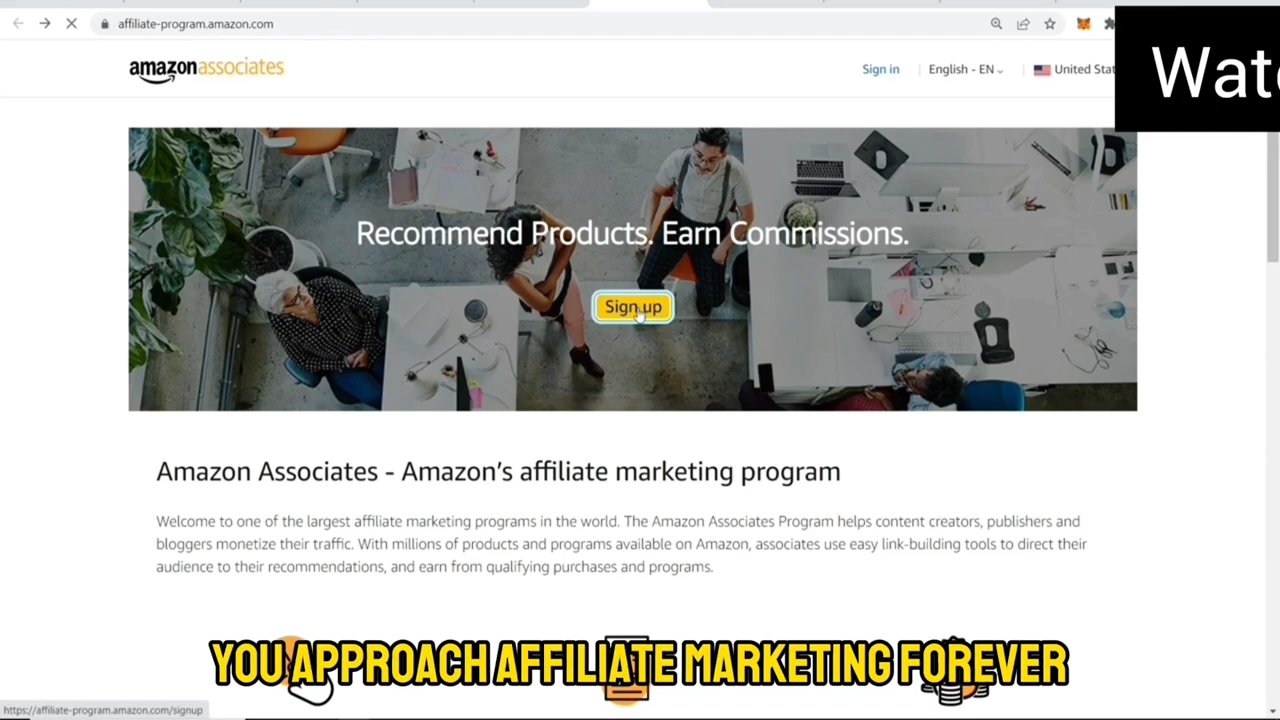 affiliate-program.amazon.com
amazonassociates
Sign in
English - EN
United Stat
Wat
Recommend Products. Earn Commissions.
Sign up
Amazon Associates - Amazon's affiliate marketing program
Welcome to one of the largest affiliate marketing programs in the world. The Amazon Associates Program helps content creators, publishers and
bloggers monetize their traffic. With millions of products and programs available on Amazon, associates use easy link-building tools to direct their
audience to their recommendations, and earn from qualifying purchases and programs.
YOU APPROACH AFFILIATE MARKETING FOREVER
https://affiliate-program.amazon.com/signup